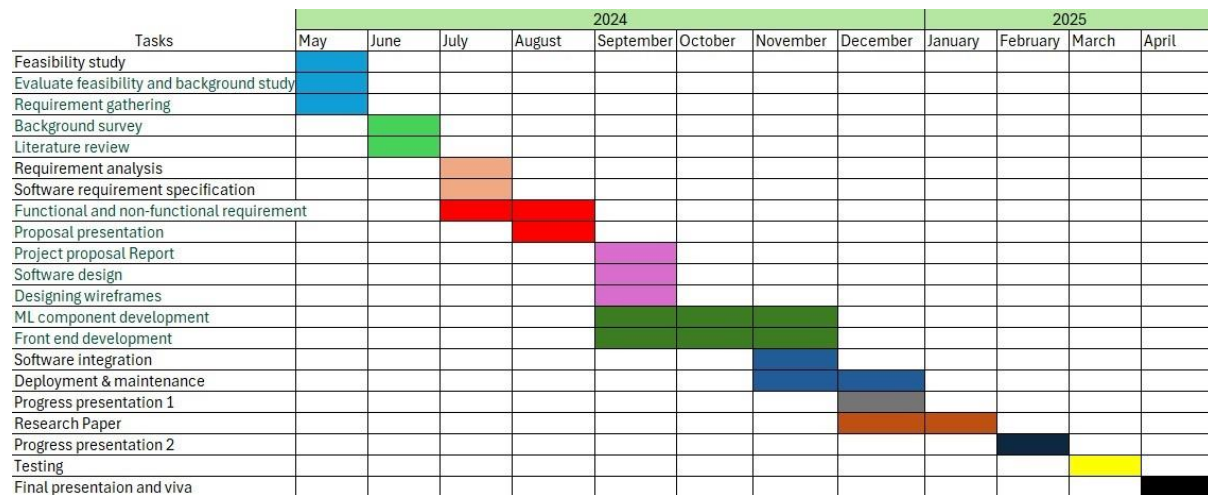 2024 2025
Tasks May June July August September October November December January February March April
Feasibility study
Evaluate feasibility and background study
Requirement gathering
Background survey
Literature review
Requirement analysis
Software requirement specification
Functional and non-functional requirement
Proposal presentation
Project proposal Report
Software design
Designing wireframes
ML component development
Front end development
Software integration
Deployment & maintenance
Progress presentation 1
Research Paper
Progress presentation 2
Testing
Final presentaion and viva